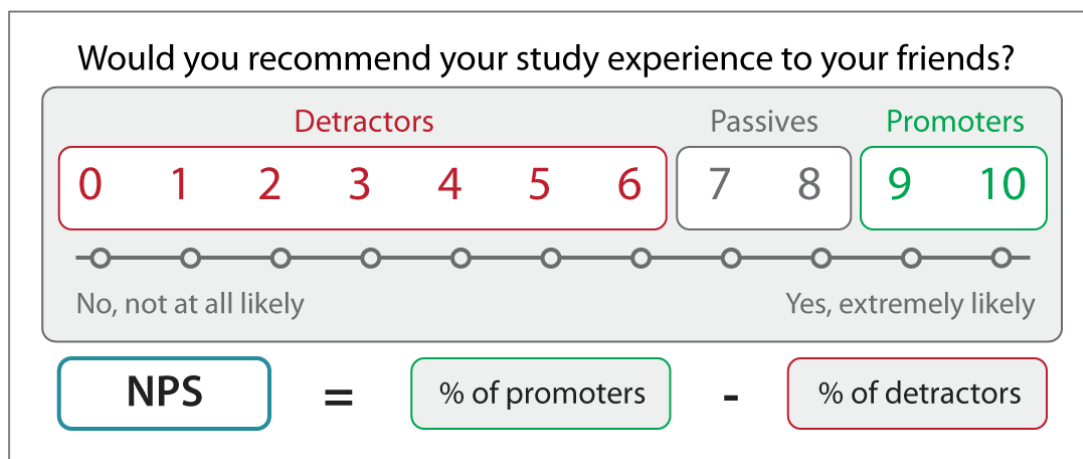 Would you recommend your study experience to your friends?
Detractors Passives Promoters
0 1 2 3 4 5 6 7 8 9 10
No, not at all likely Yes, extremely likely
NPS = % of promoters - % of detractors